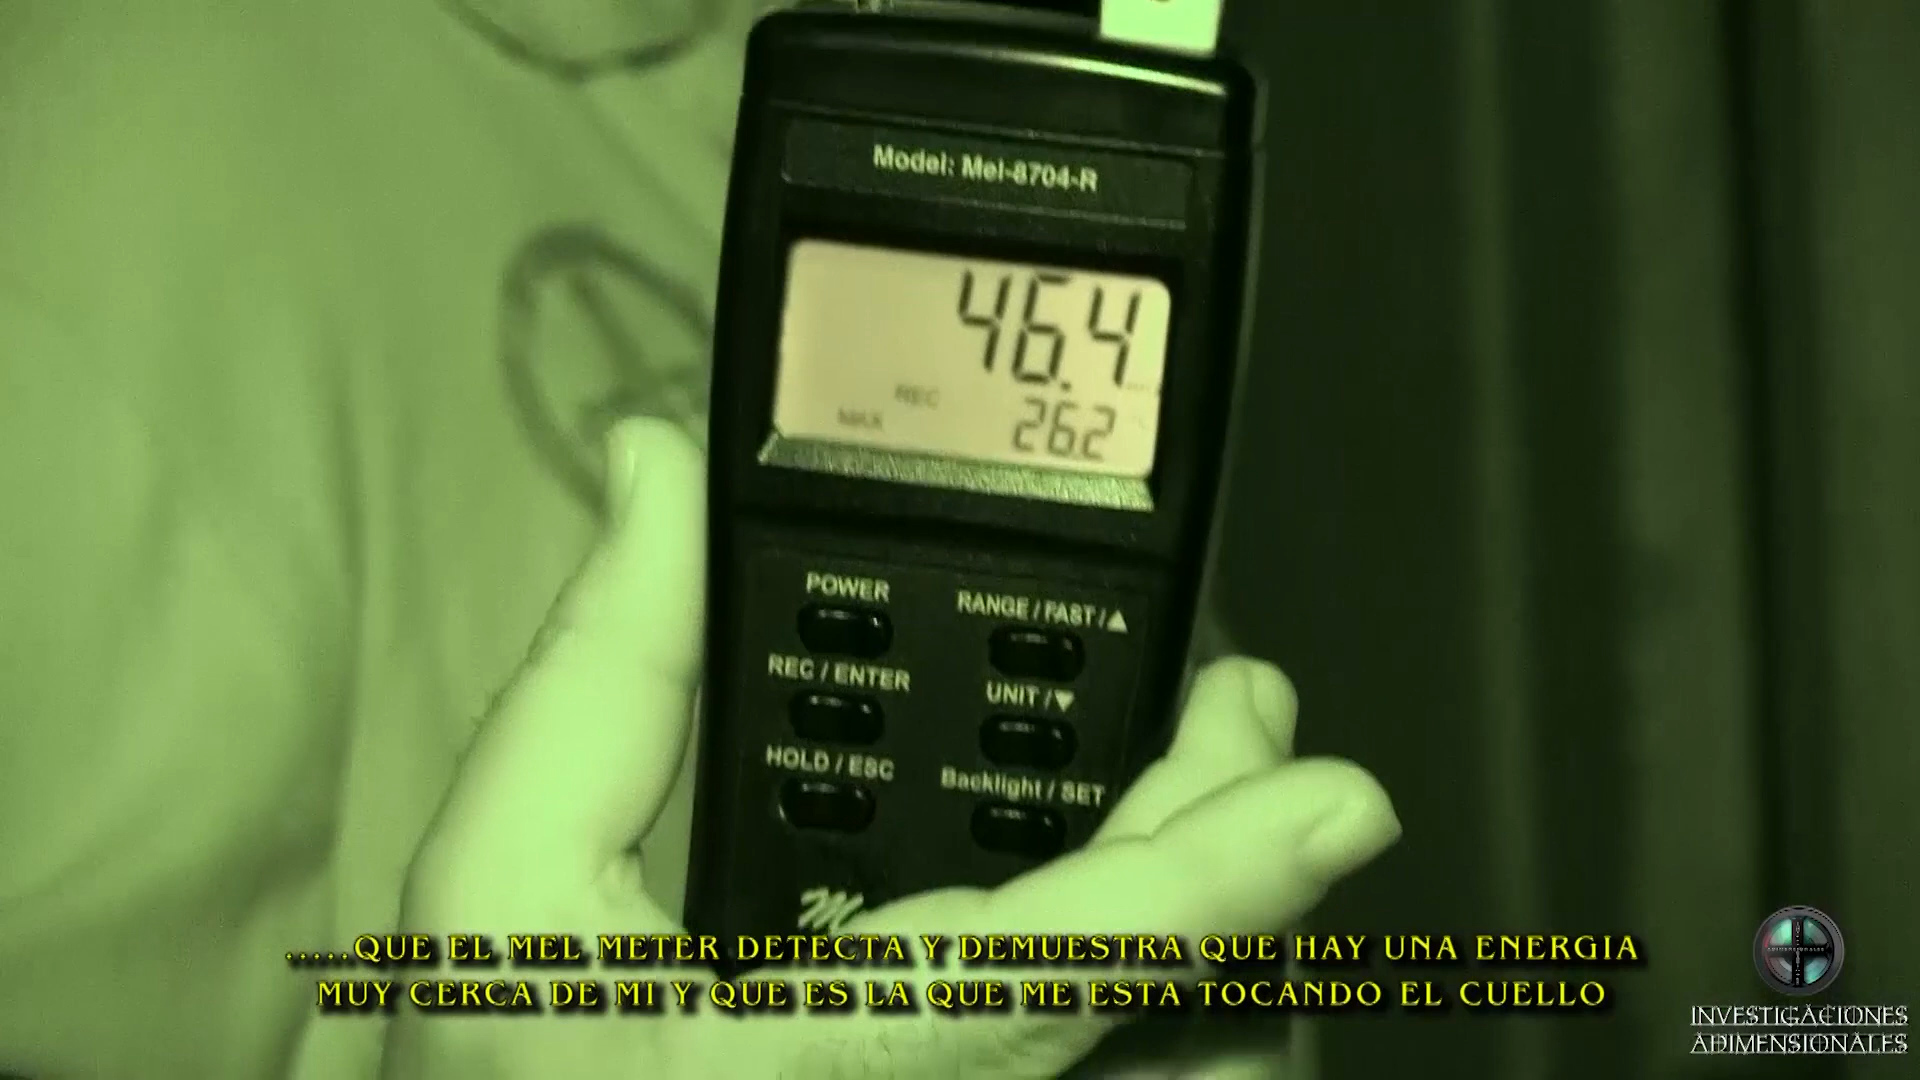 Model: Mel-8704-R
46.4
REC
MAX
26.2
POWER
RANGE / FAST / ▲
REC / ENTER
UNIT / ▼
HOLD / ESC
Backlight / SET
.....QUE EL MEL METER DETECTA Y DEMUESTRA QUE HAY UNA ENERGIA
MUY CERCA DE MI Y QUE ES LA QUE ME ESTA TOCANDO EL CUELLO
INVESTIGACIONES
ADIMENSIONALES